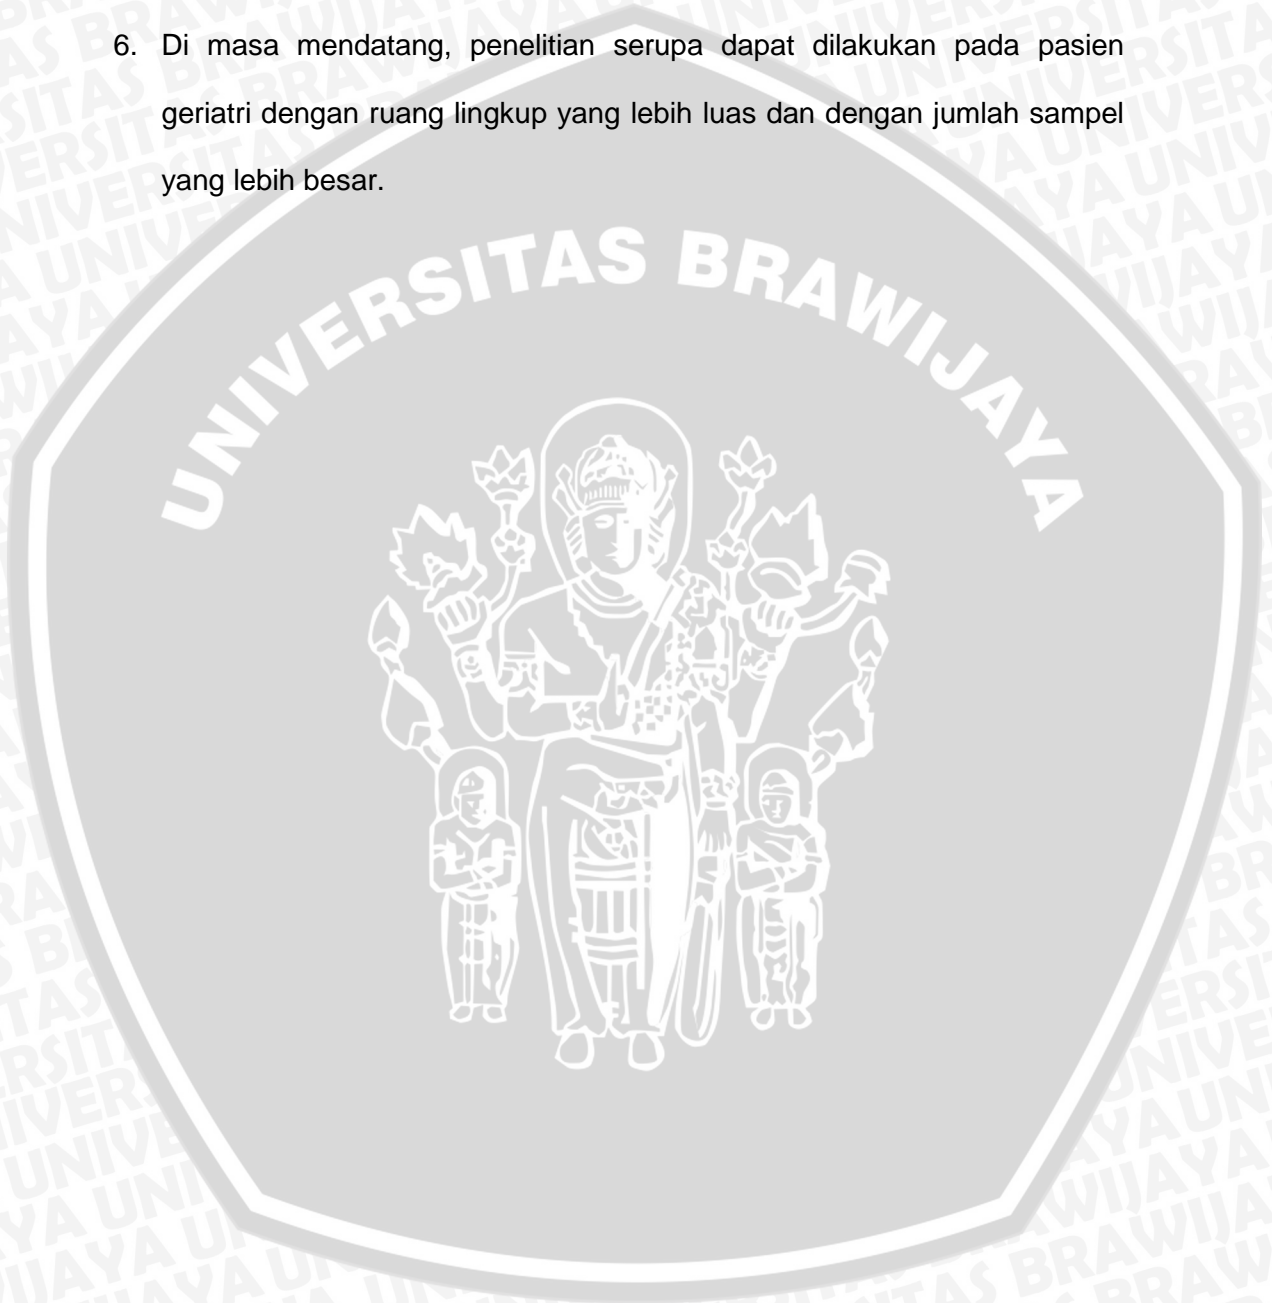 6. Di masa mendatang, penelitian serupa dapat dilakukan pada pasien
geriatri dengan ruang lingkup yang lebih luas dan dengan jumlah sampel
yang lebih besar.
UNIVERSITAS BRAWIJAYA